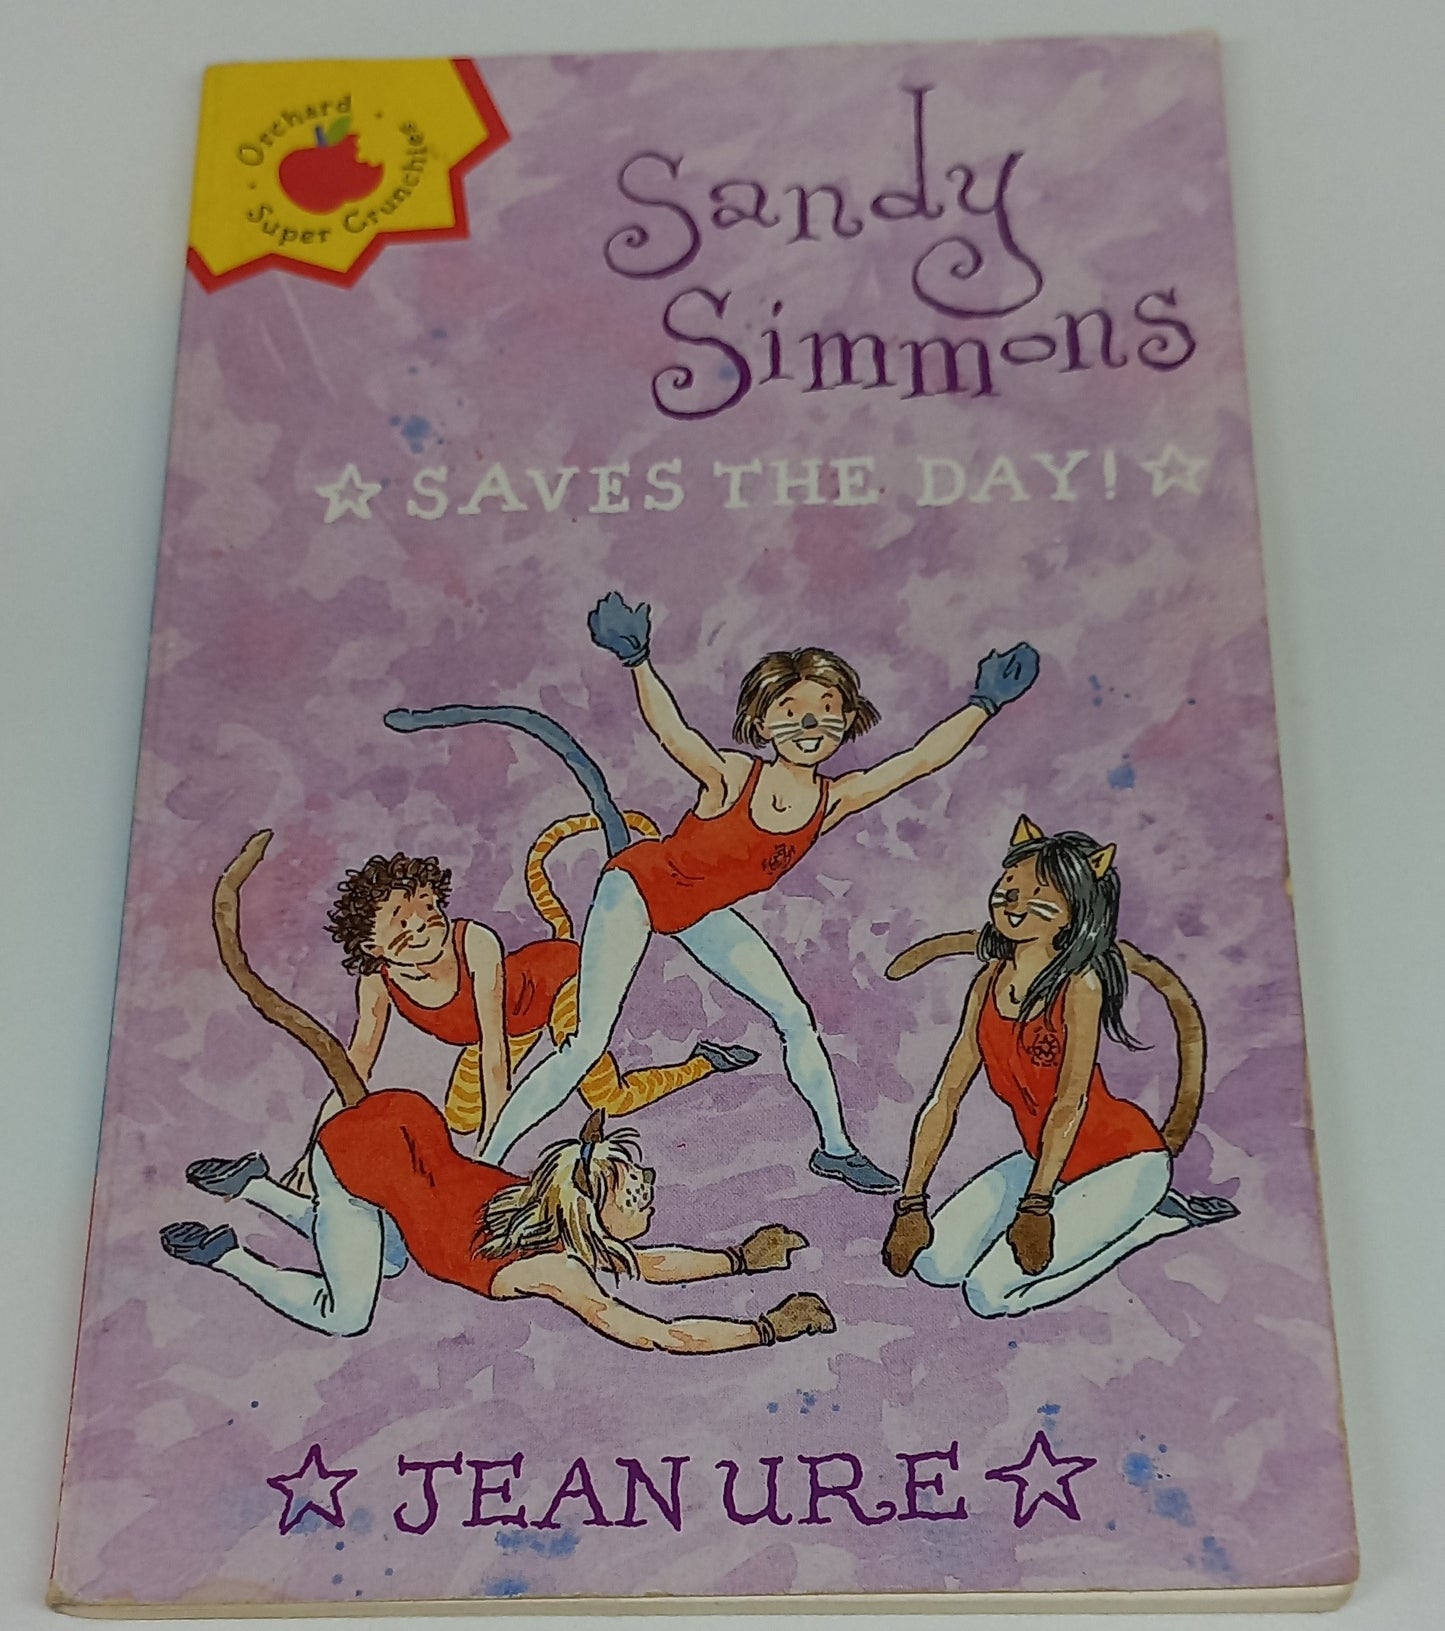 Orchard
Super Crunchies
Sandy
Simmons
SAVES THE DAY!
JEAN URE